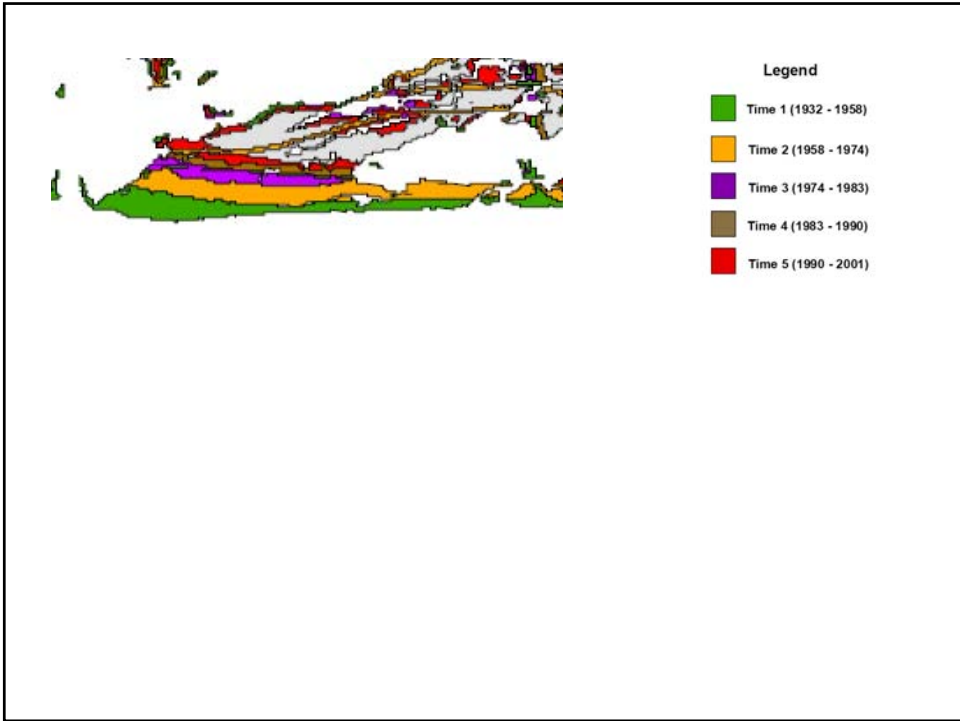 Legend
Time 1 (1932 - 1958)
Time 2 (1958 - 1974)
Time 3 (1974 - 1983)
Time 4 (1983 - 1990)
Time 5 (1990 - 2001)